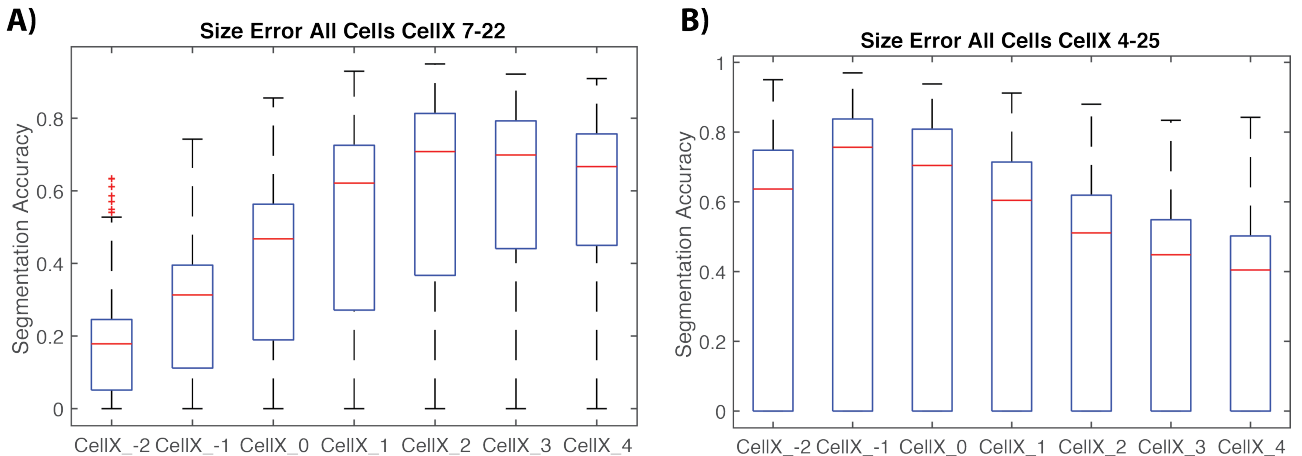 A)
Size Error All Cells CellX 7-22
Segmentation Accuracy
0.8
0.6
0.4
0.2
0
CellX_-2 CellX_-1 CellX_0 CellX_1 CellX_2 CellX_3 CellX_4
B)
Size Error All Cells CellX 4-25
Segmentation Accuracy
1
0.8
0.6
0.4
0.2
0
CellX_-2 CellX_-1 CellX_0 CellX_1 CellX_2 CellX_3 CellX_4